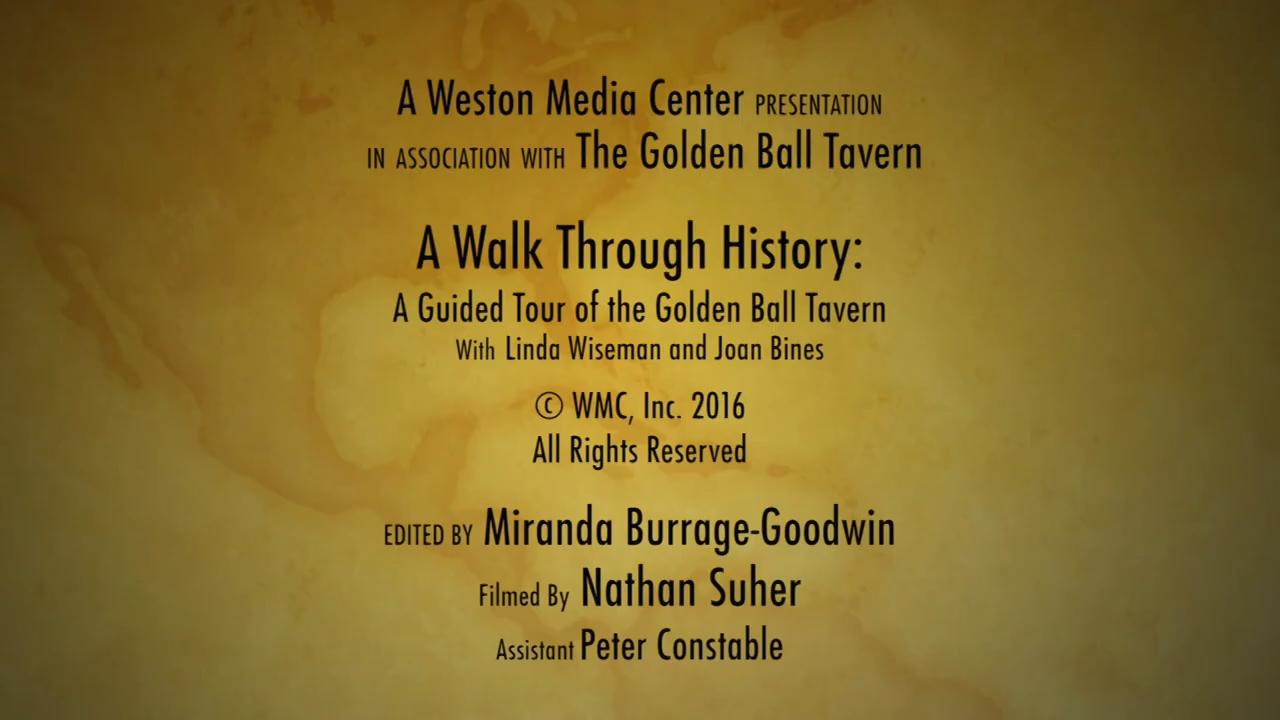 A Weston Media Center PRESENTATION
IN ASSOCIATION WITH The Golden Ball Tavern
A Walk Through History:
A Guided Tour of the Golden Ball Tavern
With Linda Wiseman and Joan Bines
© WMC, Inc. 2016
All Rights Reserved
EDITED BY Miranda Burrage-Goodwin
Filmed By Nathan Suher
Assistant Peter Constable